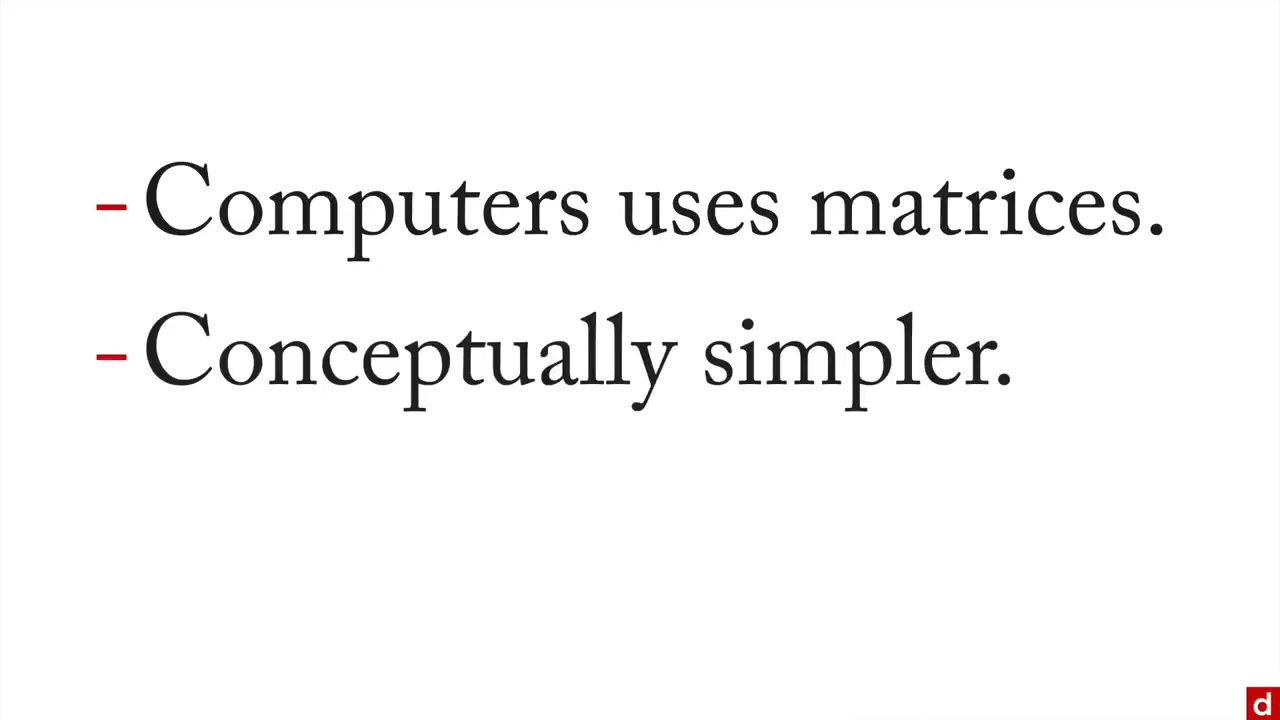 - Computers uses matrices.
- Conceptually simpler.
d